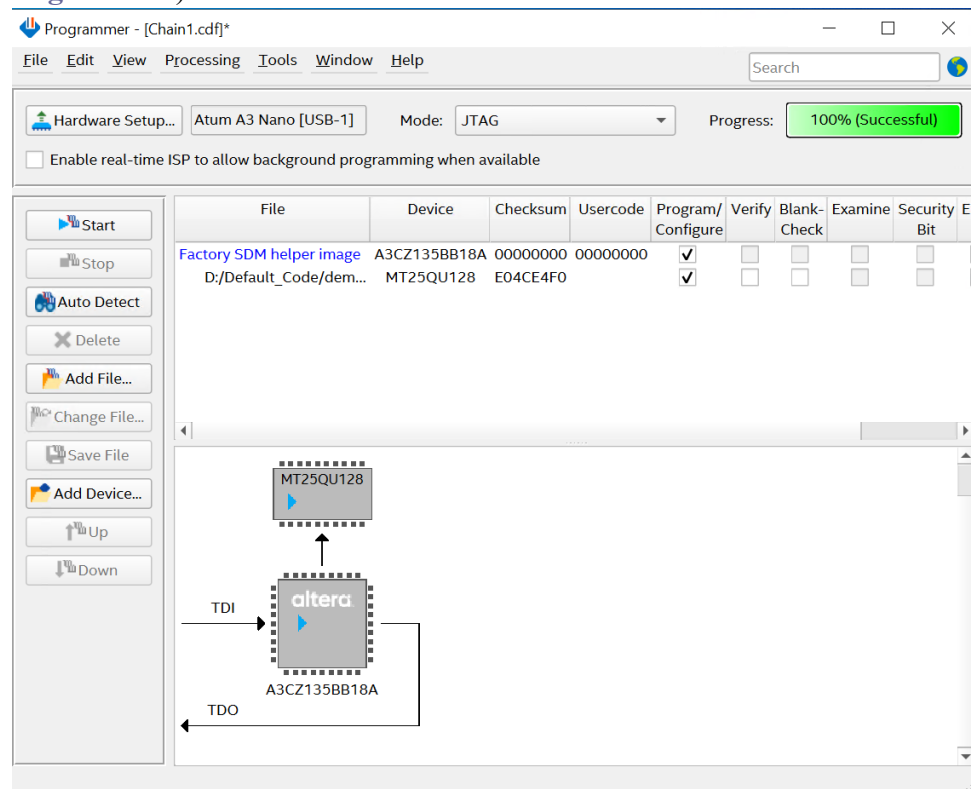 Programmer - [Chain1.cdf]*
File Edit View Processing Tools Window Help
Search
Hardware Setup... Atum A3 Nano [USB-1] Mode: JTAG Progress: 100% (Successful)
Enable real-time ISP to allow background programming when available
Start
Stop
Auto Detect
Delete
Add File...
Change File...
Save File
Add Device...
Up
Down
File Device Checksum Usercode Program/ Configure Verify Blank- Check Examine Security Bit E
Factory SDM helper image A3CZ135BB18A 00000000 00000000
D:/Default_Code/dem... MT25QU128 E04CE4F0
MT25QU128
TDI
altera
A3CZ135BB18A
TDO